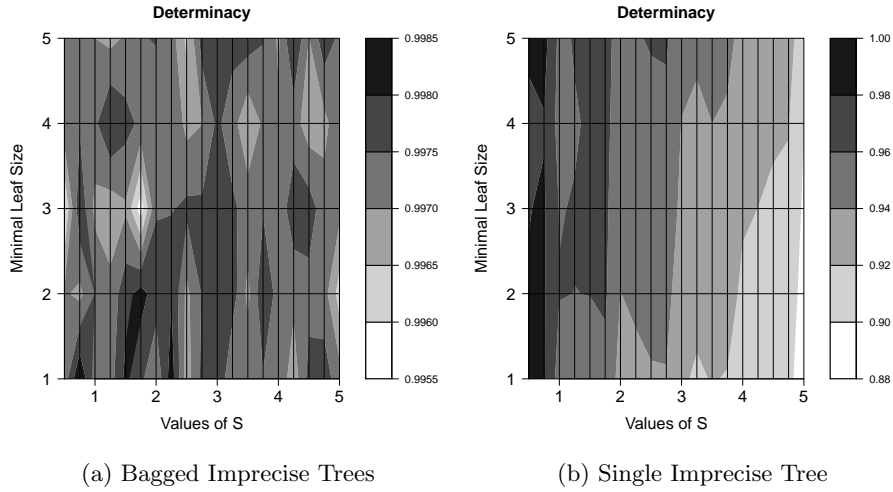 Determinacy
Minimal Leaf Size
5
4
3
2
1
1 2 3 4 5
Values of S
0.9985
0.9980
0.9975
0.9970
0.9965
0.9960
0.9955
(a) Bagged Imprecise Trees
Determinacy
Minimal Leaf Size
5
4
3
2
1
1 2 3 4 5
Values of S
1.00
0.98
0.96
0.94
0.92
0.90
0.88
(b) Single Imprecise Tree